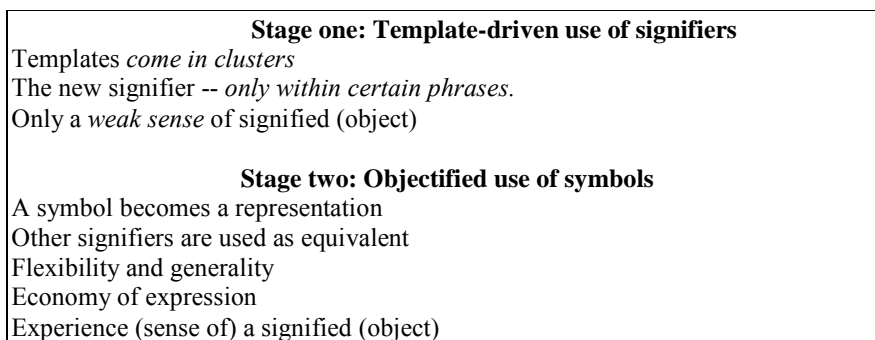 Stage one: Template-driven use of signifiers
Templates come in clusters
The new signifier -- only within certain phrases.
Only a weak sense of signified (object)
Stage two: Objectified use of symbols
A symbol becomes a representation
Other signifiers are used as equivalent
Flexibility and generality
Economy of expression
Experience (sense of) a signified (object)